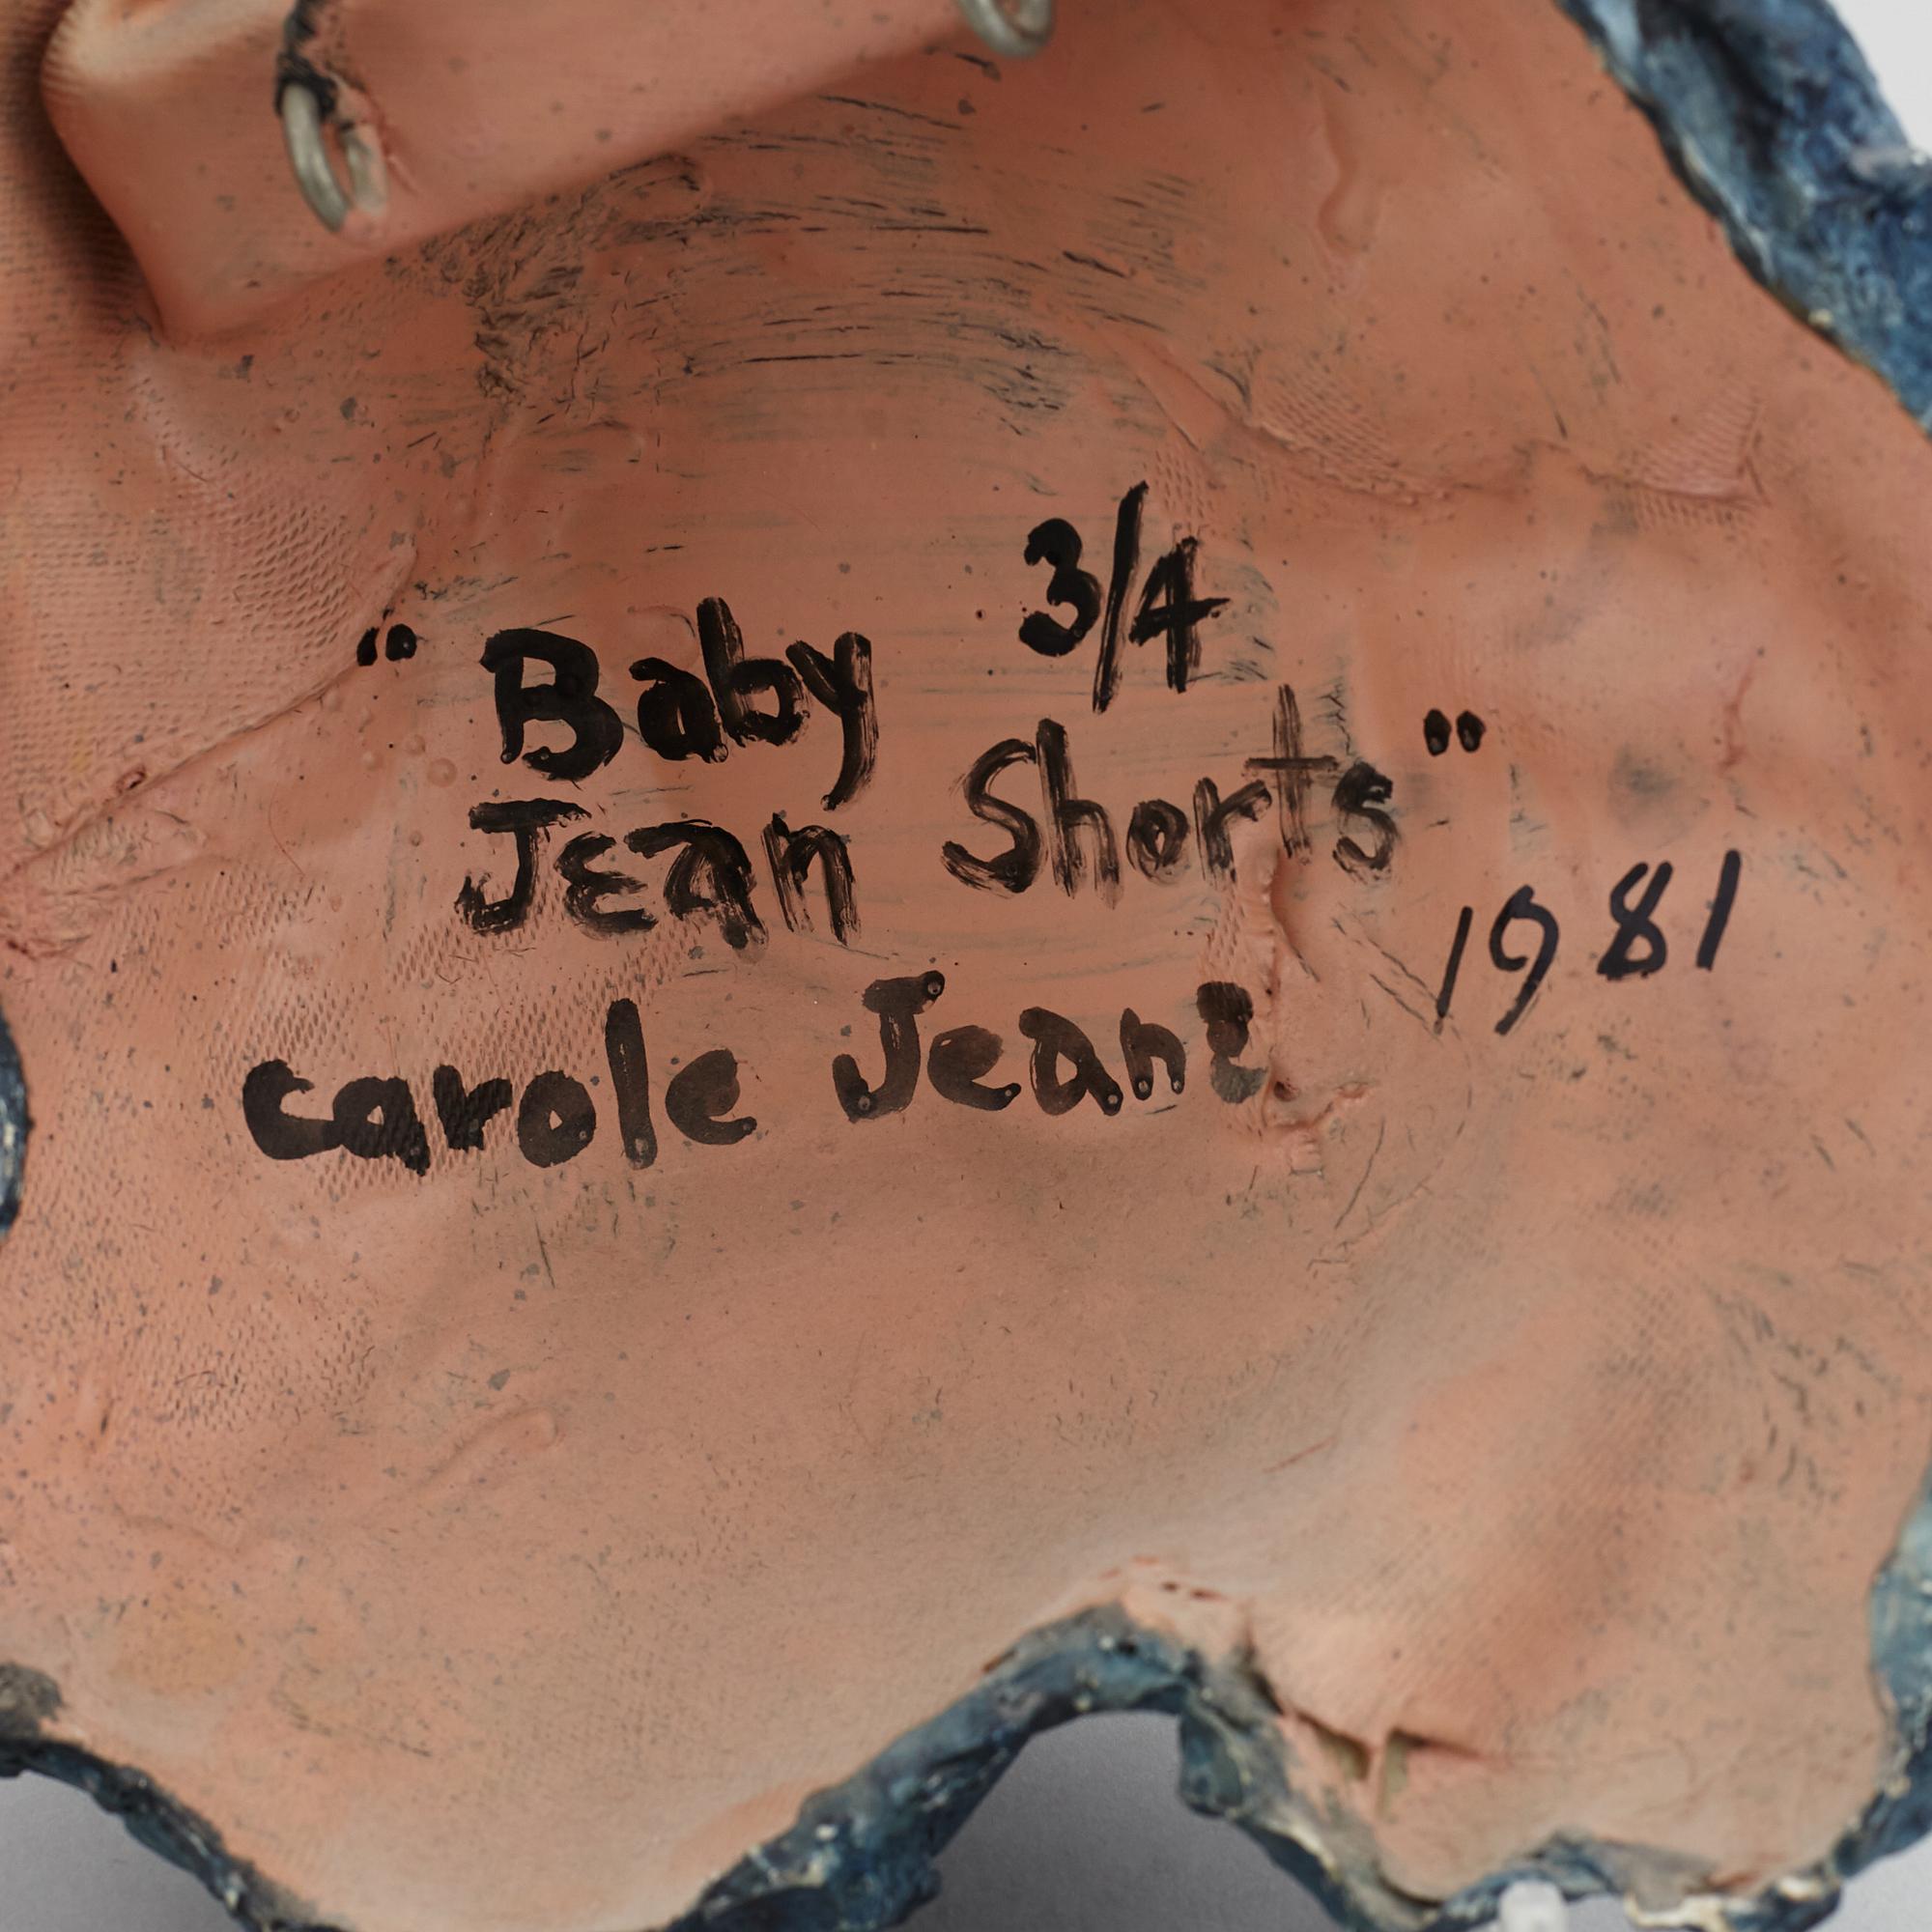 3/4
"Baby
Jean Shorts"
1981
carole Jeane